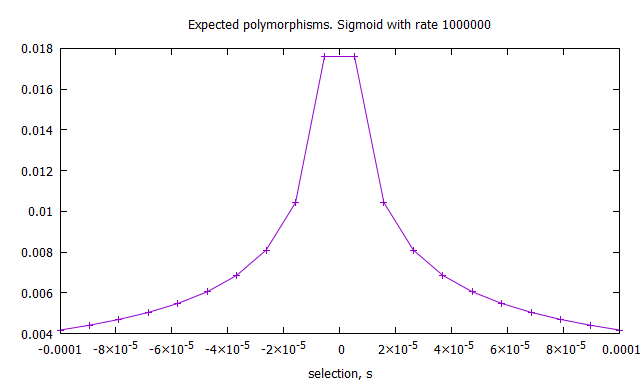 Expected polymorphisms. Sigmoid with rate 1000000
0.018
0.016
0.014
0.012
0.01
0.008
0.006
0.004
-0.0001 -8×10⁻⁵ -6×10⁻⁵ -4×10⁻⁵ -2×10⁻⁵ 0 2×10⁻⁵ 4×10⁻⁵ 6×10⁻⁵ 8×10⁻⁵ 0.0001
selection, s